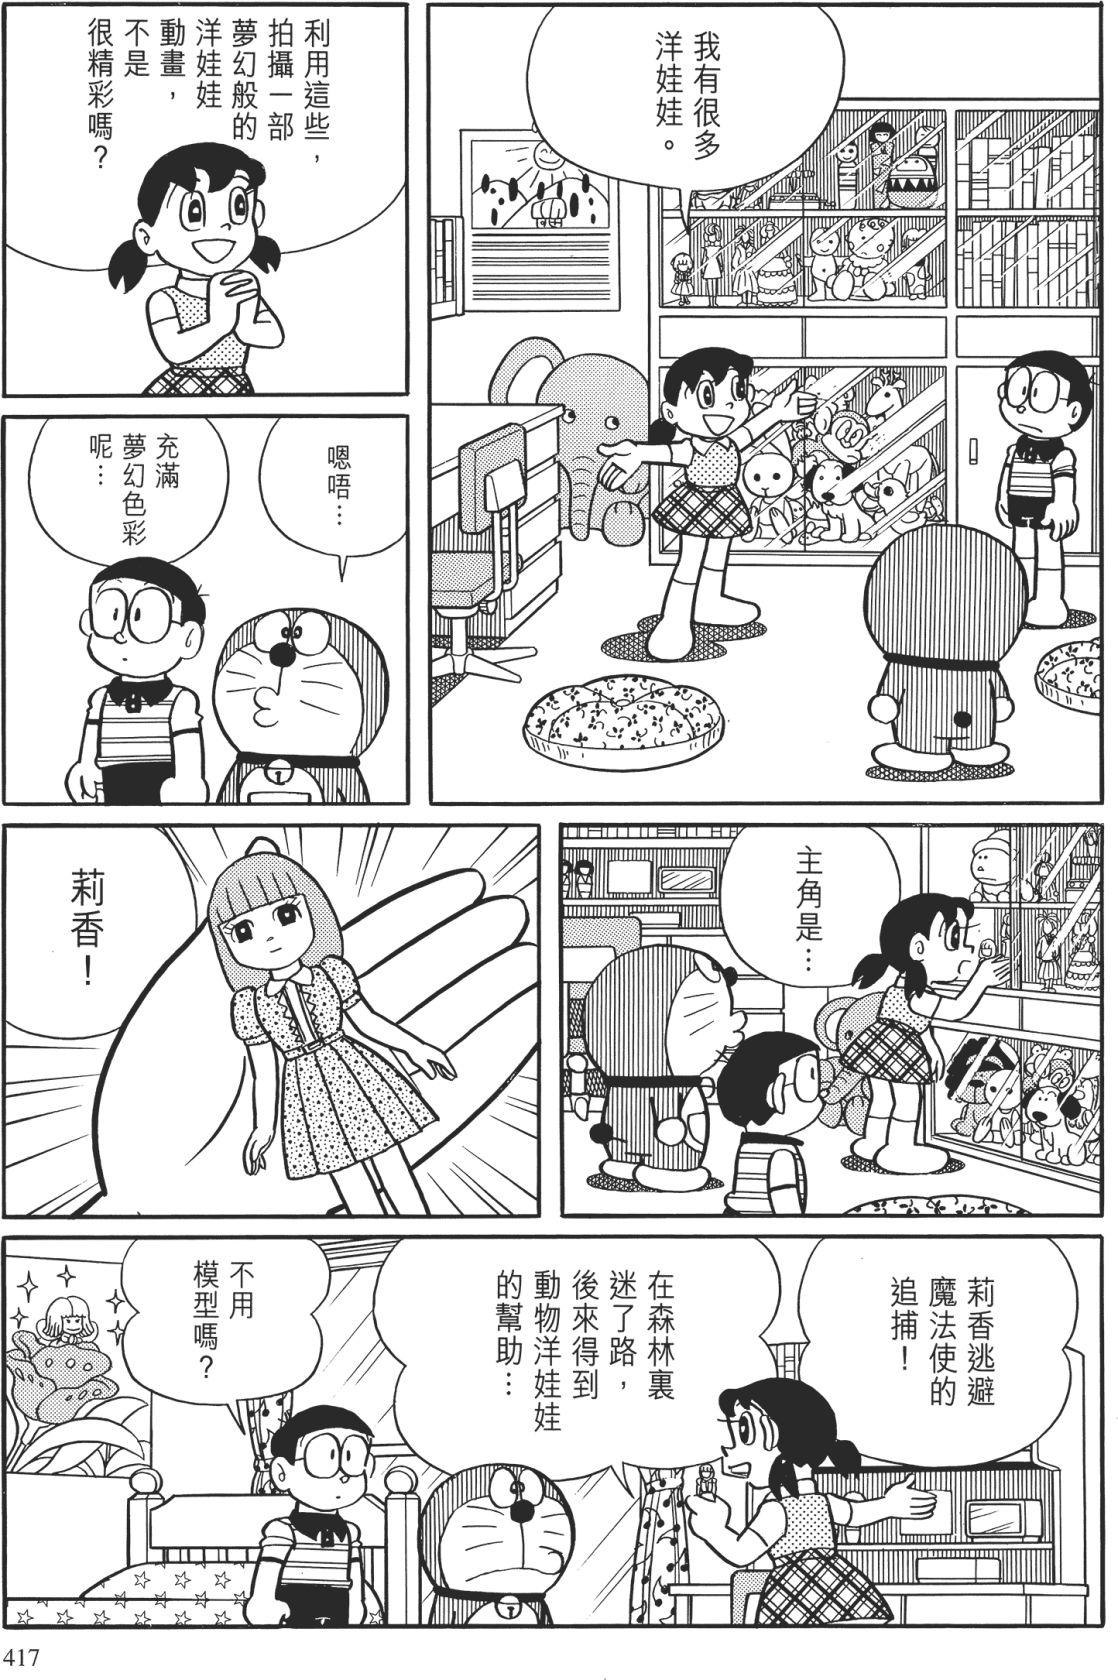 我有很多
洋娃娃。
利用這些，
拍攝一部
夢幻般的
洋娃娃
動畫，
不是
很精彩嗎？
嗯唔…
充滿
夢幻色彩
呢…
主角是…
莉香！
莉香逃避
魔法使的
追捕！
在森林裏
迷了路，
後來得到
動物洋娃娃
的幫助…
不用
模型嗎？
417